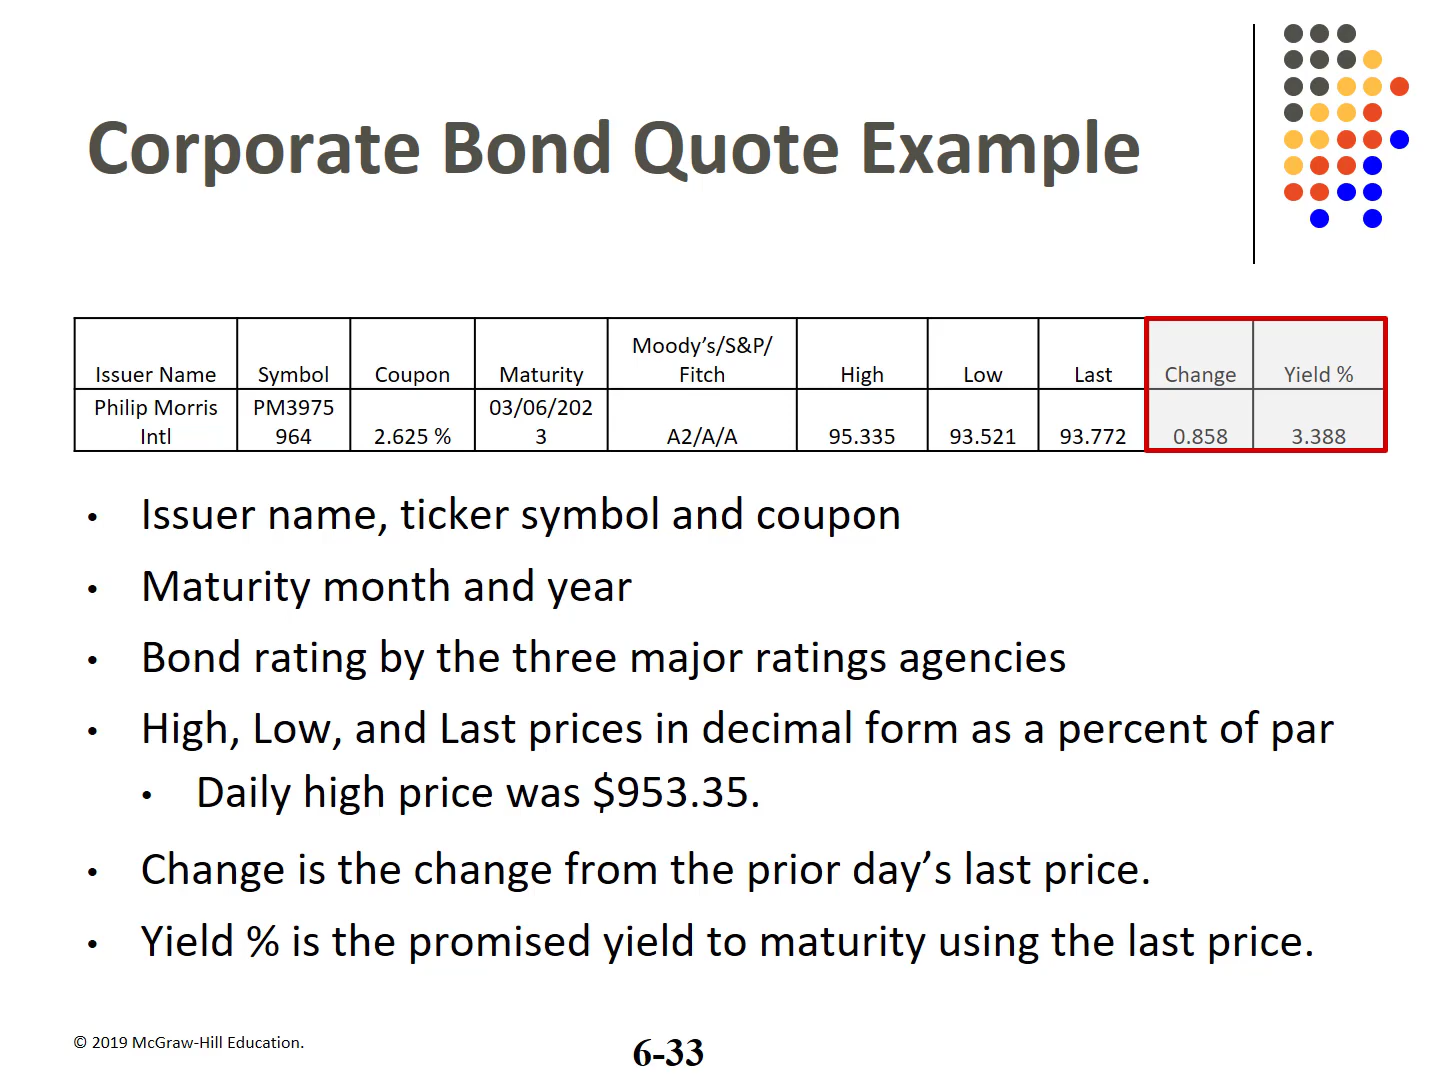 Corporate Bond Quote Example
Moody’s/S&P/
Issuer Name Symbol Coupon Maturity Fitch High Low Last Change Yield %
Philip Morris PM3975 03/06/202
Intl 964 2.625 % 3 A2/A/A 95.335 93.521 93.772 0.858 3.388
• Issuer name, ticker symbol and coupon
• Maturity month and year
• Bond rating by the three major ratings agencies
• High, Low, and Last prices in decimal form as a percent of par
• Daily high price was $953.35.
• Change is the change from the prior day’s last price.
• Yield % is the promised yield to maturity using the last price.
© 2019 McGraw-Hill Education.
6-33